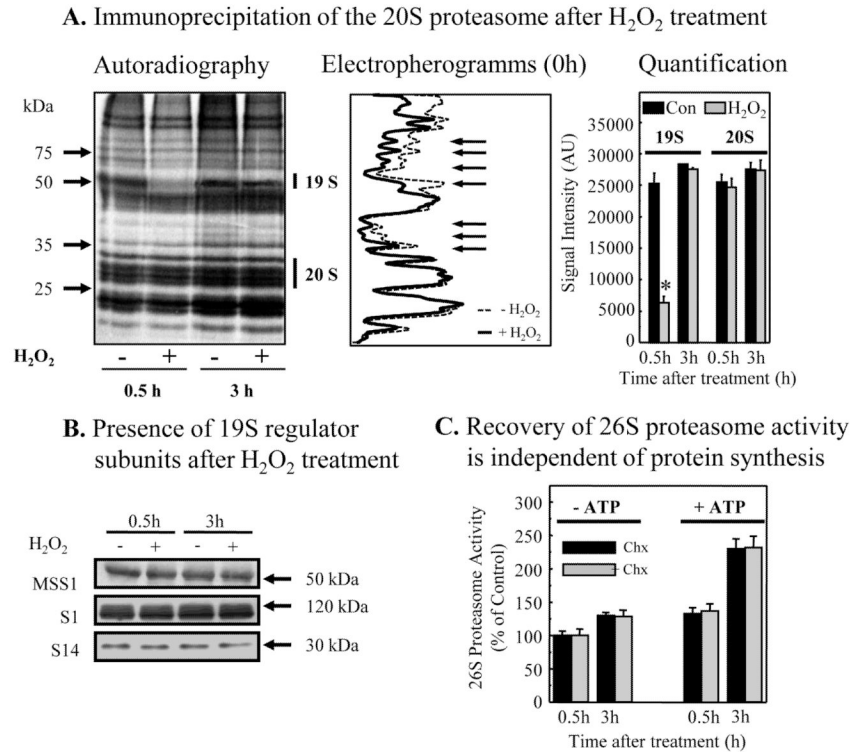 A. Immunoprecipitation of the 20S proteasome after H₂O₂ treatment
Autoradiography
Electropherogramms (0h)
Quantification
kDa
75
50
35
25
19 S
20 S
H₂O₂
- + - +
0.5 h 3 h
- H₂O₂
+ H₂O₂
Con H₂O₂
19S 20S
Signal Intensity (AU)
35000
30000
25000
20000
15000
10000
5000
0
*
0.5h 3h 0.5h 3h
Time after treatment (h)
B. Presence of 19S regulator
subunits after H₂O₂ treatment
0.5h 3h
H₂O₂ - + - +
MSS1 50 kDa
S1 120 kDa
S14 30 kDa
C. Recovery of 26S proteasome activity
is independent of protein synthesis
- ATP + ATP
Chx
Chx
26S Proteasome Activity
(% of Control)
250
200
150
100
50
0
0.5h 3h 0.5h 3h
Time after treatment (h)